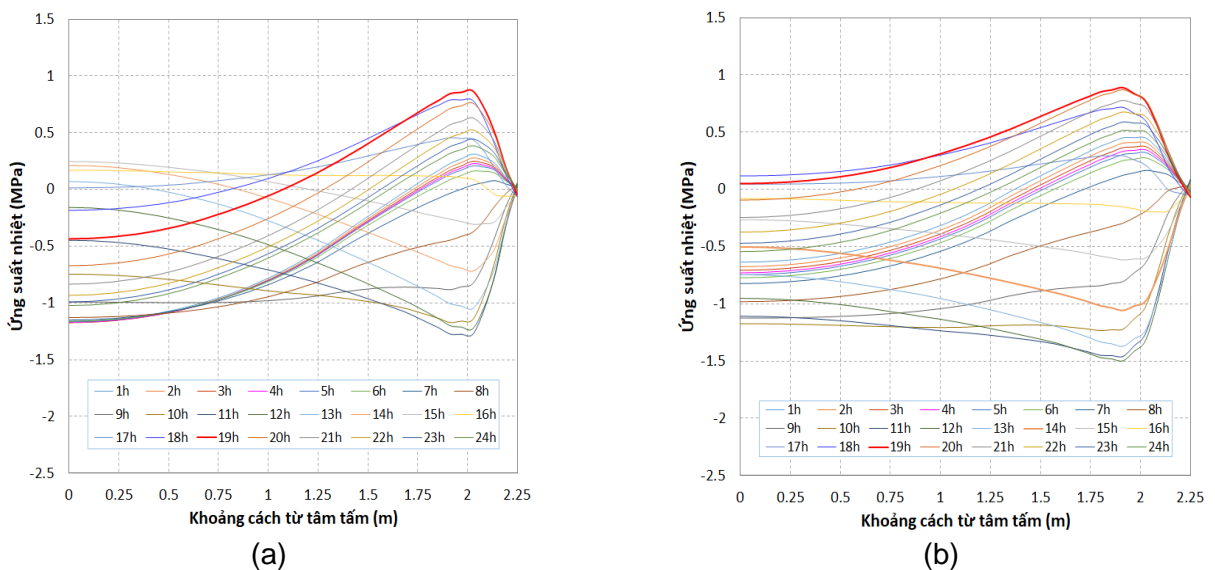 Ứng suất nhiệt (MPa)
1.5
1
0.5
0
-0.5
-1
-1.5
-2
-2.5
1h 2h 3h 4h 5h 6h 7h 8h
9h 10h 11h 12h 13h 14h 15h 16h
17h 18h 19h 20h 21h 22h 23h 24h
0 0.25 0.5 0.75 1 1.25 1.5 1.75 2 2.25
Khoảng cách từ tâm tấm (m)
(a)
Ứng suất nhiệt (MPa)
1.5
1
0.5
0
-0.5
-1
-1.5
-2
-2.5
1h 2h 3h 4h 5h 6h 7h 8h
9h 10h 11h 12h 13h 14h 15h 16h
17h 18h 19h 20h 21h 22h 23h 24h
0 0.25 0.5 0.75 1 1.25 1.5 1.75 2 2.25
Khoảng cách từ tâm tấm (m)
(b)